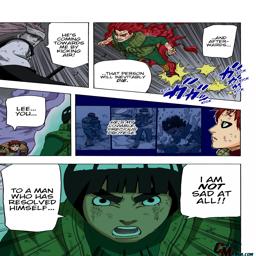 HE'S
COMING
TOWARDS
ME BY
KICKING
AIR!
AND
AFTER-
WARDS...
...THAT PERSON
WILL INEVITABLY
DIE.
LEE...
YOU...
I AM
NOT
SAD AT
ALL!!
TO A MAN
WHO HAS
RESOLVED
HIMSELF...